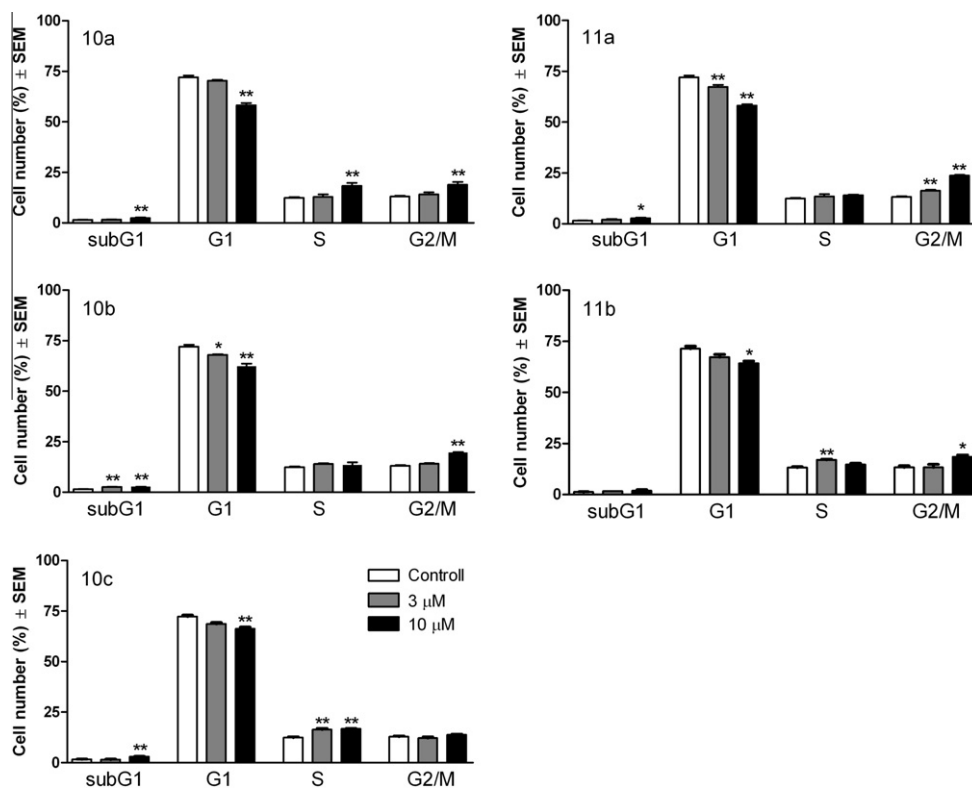 10a
Cell number (%) ± SEM
100
75
50
25
0
** ** ** **
subG1 G1 S G2/M
11a
Cell number (%) ± SEM
100
75
50
25
0
* ** ** ** **
subG1 G1 S G2/M
10b
Cell number (%) ± SEM
100
75
50
25
0
** ** * ** **
subG1 G1 S G2/M
11b
Cell number (%) ± SEM
100
75
50
25
0
* ** *
subG1 G1 S G2/M
10c
Cell number (%) ± SEM
100
75
50
25
0
** ** ** **
subG1 G1 S G2/M
Controll
3 μM
10 μM